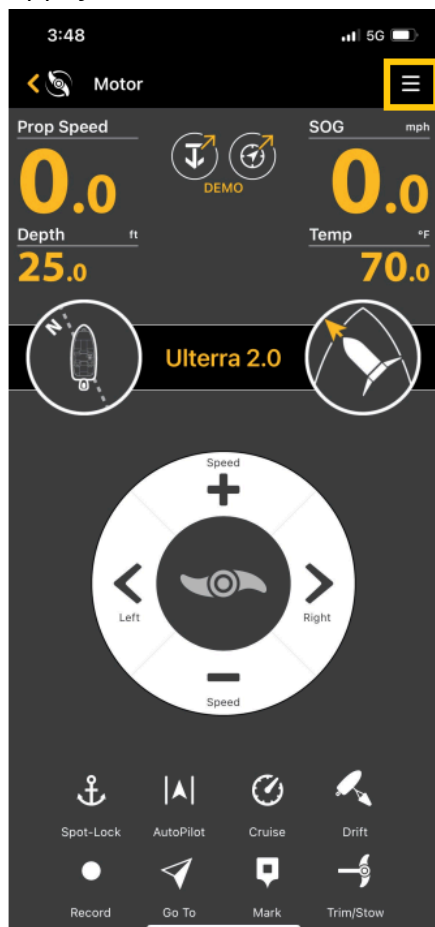 3:48
5G
Motor
Prop Speed
SOG mph
0.0
0.0
DEMO
Depth ft
Temp °F
25.0
70.0
N
Ulterra 2.0
Speed
Left
Right
Speed
Spot-Lock AutoPilot Cruise Drift
Record Go To Mark Trim/Stow